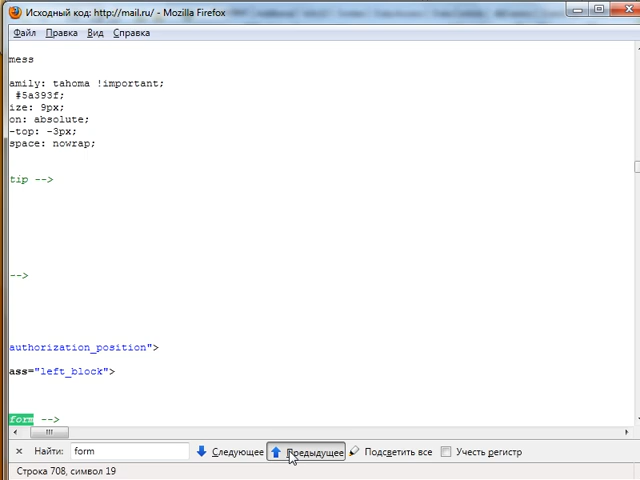 Исходный код: http://mail.ru/ - Mozilla Firefox
Файл Правка Вид Справка
mess
amily: tahoma !important;
#5a393f;
ize: 9px;
on: absolute;
-top: -3px;
space: nowrap;
tip -->
-->
authorization_position">
ass="left_block">
form -->
Найти: form Следующее Предыдущее Подсветить все Учесть регистр
Строка 708, символ 19